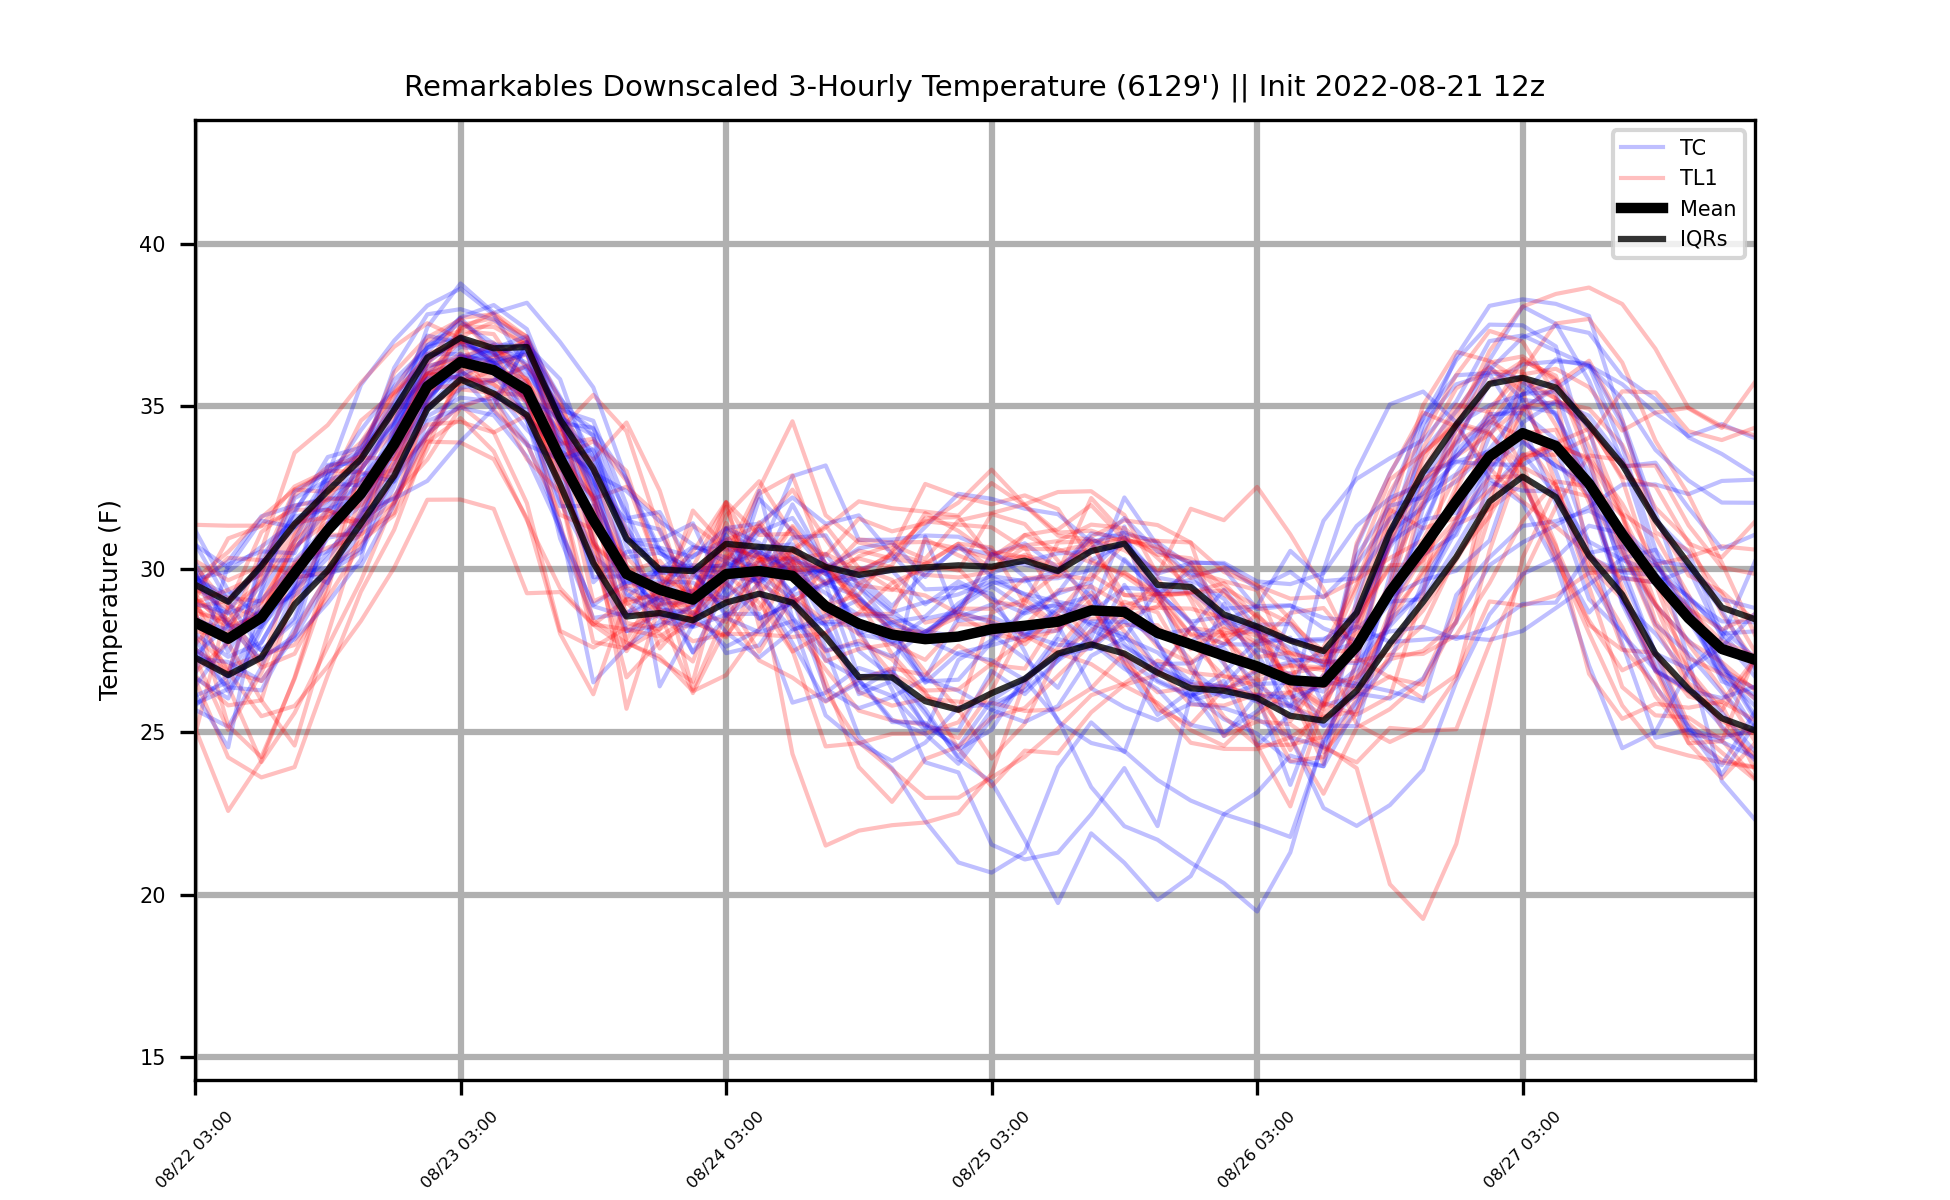 Remarkables Downscaled 3-Hourly Temperature (6129') || Init 2022-08-21 12z
TC
TL1
Mean
IQRs
Temperature (F)
40
35
30
25
20
15
08/22 03:00
08/23 03:00
08/24 03:00
08/25 03:00
08/26 03:00
08/27 03:00